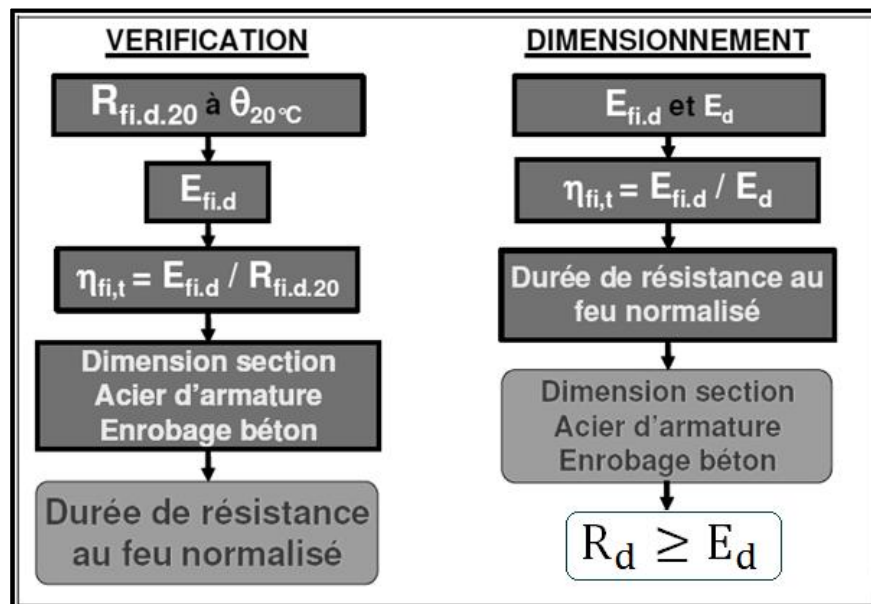 VERIFICATION
R_fi.d.20 à θ_20°C
E_fi.d
η_fi,t = E_fi.d / R_fi.d.20
Dimension section
Acier d'armature
Enrobage béton
Durée de résistance
au feu normalisé
DIMENSIONNEMENT
E_fi.d et E_d
η_fi,t = E_fi.d / E_d
Durée de résistance au
feu normalisé
Dimension section
Acier d'armature
Enrobage béton
R_d ≥ E_d